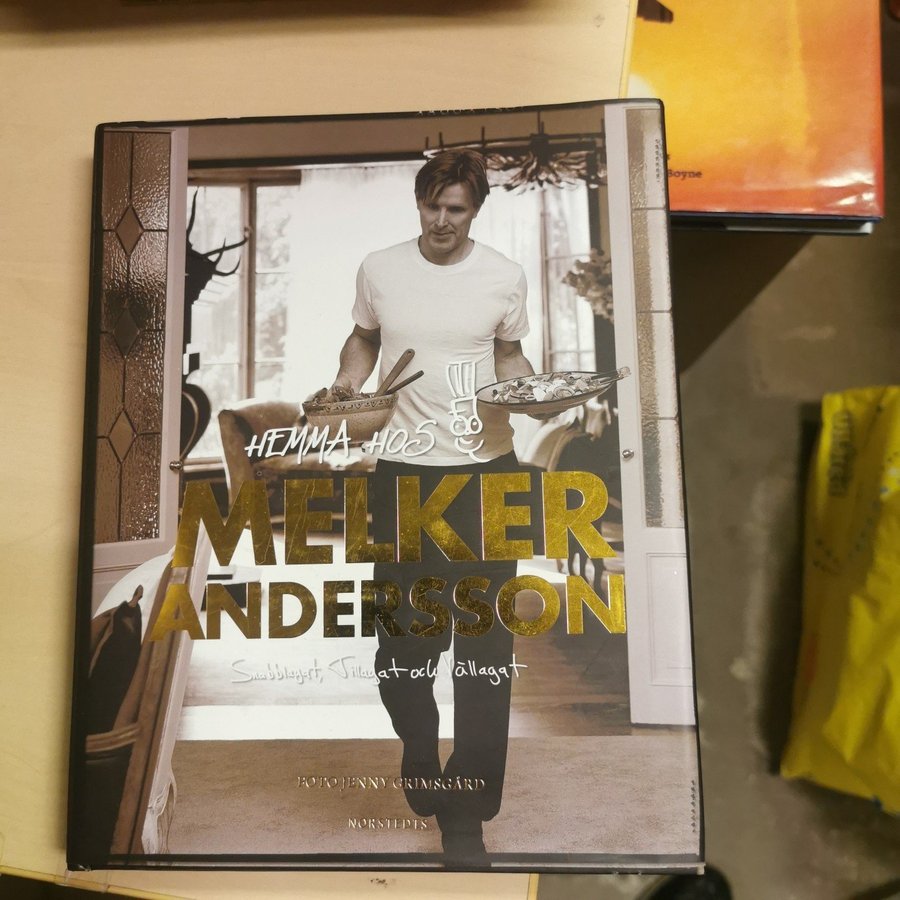 HEMMA HOS
MELKER
ANDERSSON
Snabblagat, Tillagat och Vällagat
FOTO JENNY GRIMSGÅRD
NORSTEDTS
Boyne